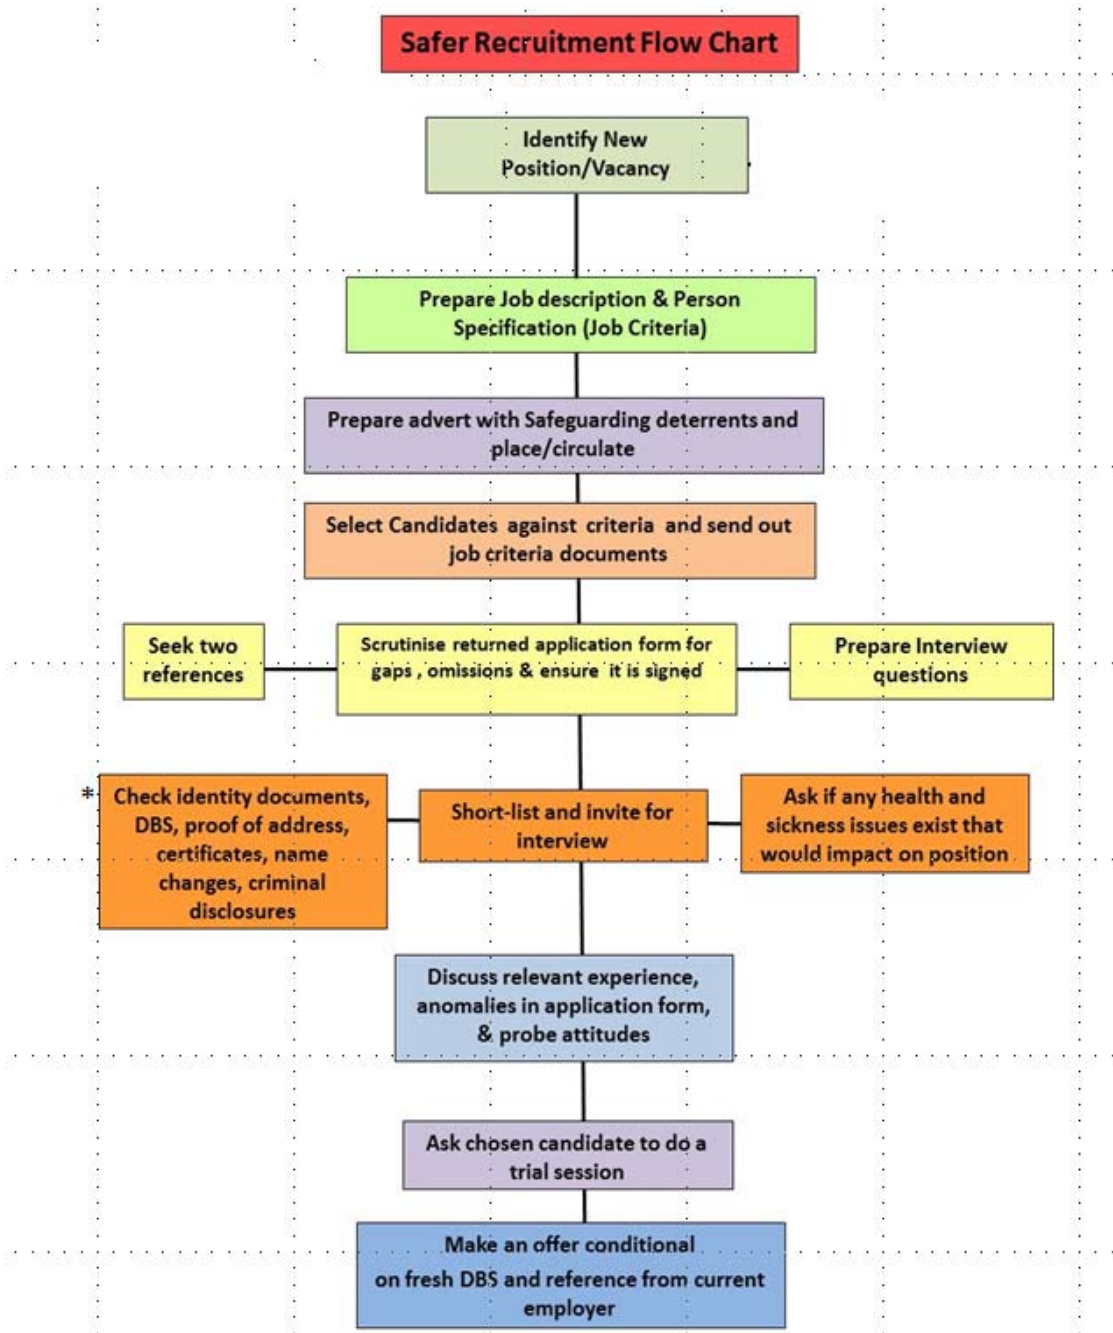 Safer Recruitment Flow Chart
Identify New
Position/Vacancy
Prepare Job description & Person
Specification (Job Criteria)
Prepare advert with Safeguarding deterrents and
place/circulate
Select Candidates against criteria and send out
job criteria documents
Seek two
references
Scrutinise returned application form for
gaps , omissions & ensure it is signed
Prepare Interview
questions
*
Check identity documents,
DBS, proof of address,
certificates, name
changes, criminal
disclosures
Short-list and invite for
interview
Ask if any health and
sickness issues exist that
would impact on position
Discuss relevant experience,
anomalies in application form,
& probe attitudes
Ask chosen candidate to do a
trial session
Make an offer conditional
on fresh DBS and reference from current
employer